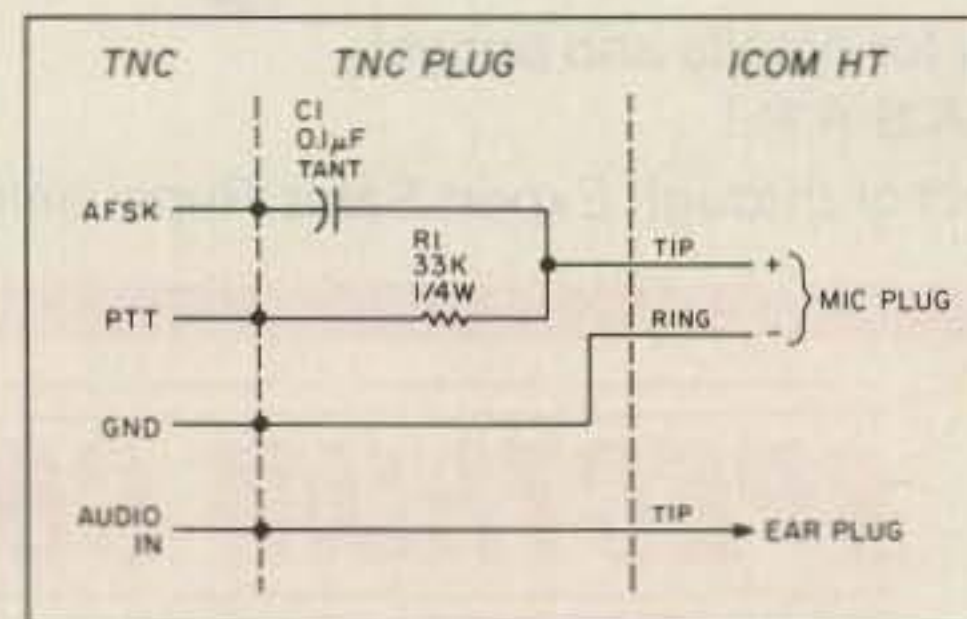 TNC
TNC PLUG
ICOM HT
C1
0.1µF
TANT.
AFSK
R1
33K
1/4W
TIP
+
MIC PLUG
PTT
RING
-
GND
AUDIO
IN
TIP
EAR PLUG